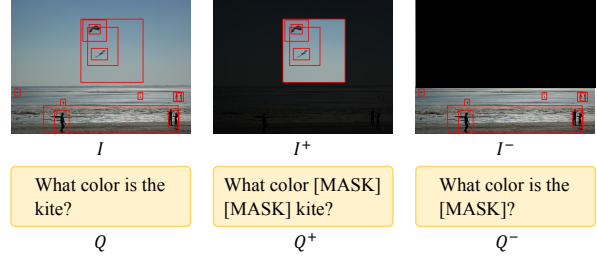 I
I⁺
I⁻
What color is the
kite?
What color [MASK]
[MASK] kite?
What color is the
[MASK]?
Q
Q⁺
Q⁻